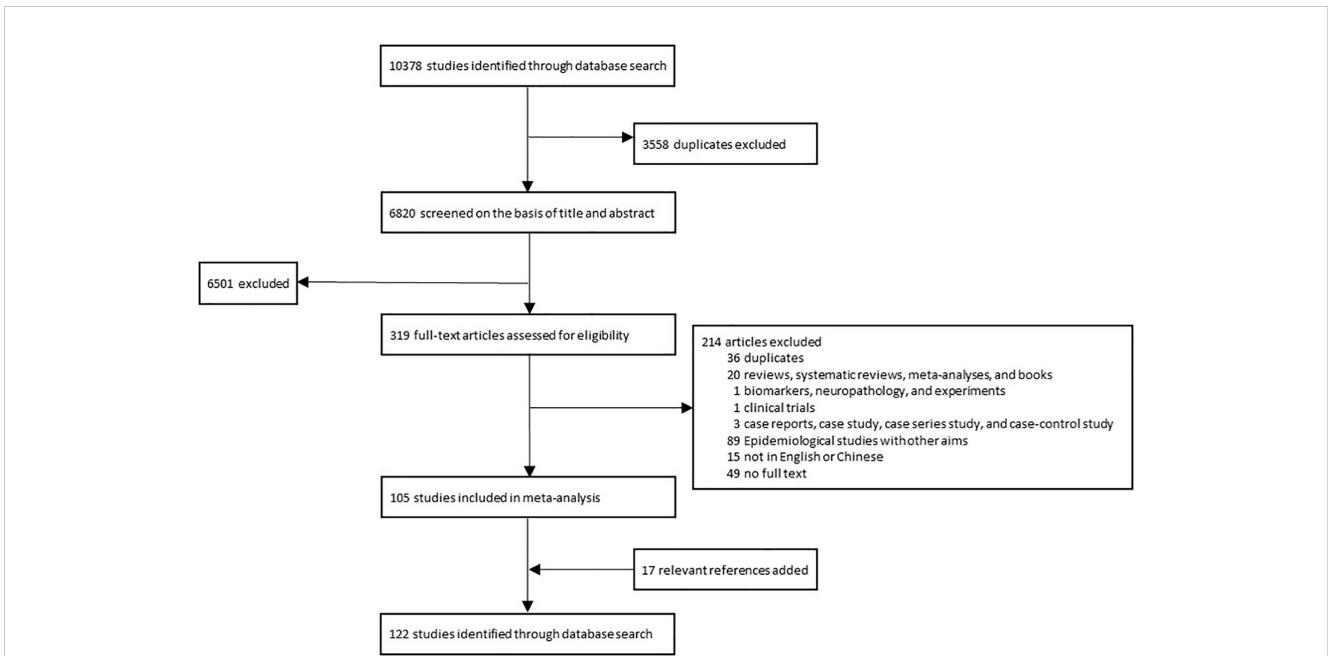 10378 studies identified through database search
3558 duplicates excluded
6820 screened on the basis of title and abstract
6501 excluded
319 full-text articles assessed for eligibility
214 articles excluded
36 duplicates
20 reviews, systematic reviews, meta-analyses, and books
1 biomarkers, neuropathology, and experiments
1 clinical trials
3 case reports, case study, case series study, and case-control study
89 Epidemiological studies with other aims
15 not in English or Chinese
49 no full text
105 studies included in meta-analysis
17 relevant references added
122 studies identified through database search